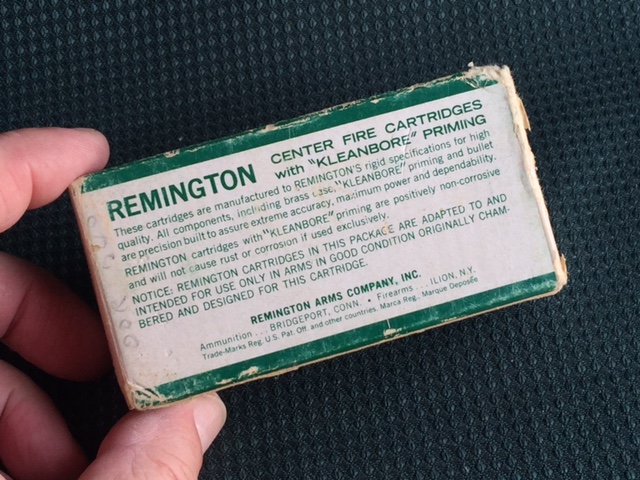 REMINGTON CENTER FIRE CARTRIDGES
with "KLEANBORE" PRIMING
These cartridges are manufactured to REMINGTON'S rigid specifications for high
quality. All components, including brass case, "KLEANBORE" priming and bullet
are precision built to assure extreme accuracy, maximum power and dependability.
REMINGTON cartridges with "KLEANBORE" priming are positively non-corrosive
and will not cause rust or corrosion if used exclusively.
NOTICE: REMINGTON CARTRIDGES IN THIS PACKAGE ARE ADAPTED TO AND
INTENDED FOR USE ONLY IN ARMS IN GOOD CONDITION ORIGINALLY CHAM-
BERED AND DESIGNED FOR THIS CARTRIDGE.
REMINGTON ARMS COMPANY, INC.
Ammunition . . . BRIDGEPORT, CONN. • Firearms . . . ILION, N.Y.
Trade-Marks Reg. U.S. Pat. Off. and other countries. Marca Reg., Marque Deposée